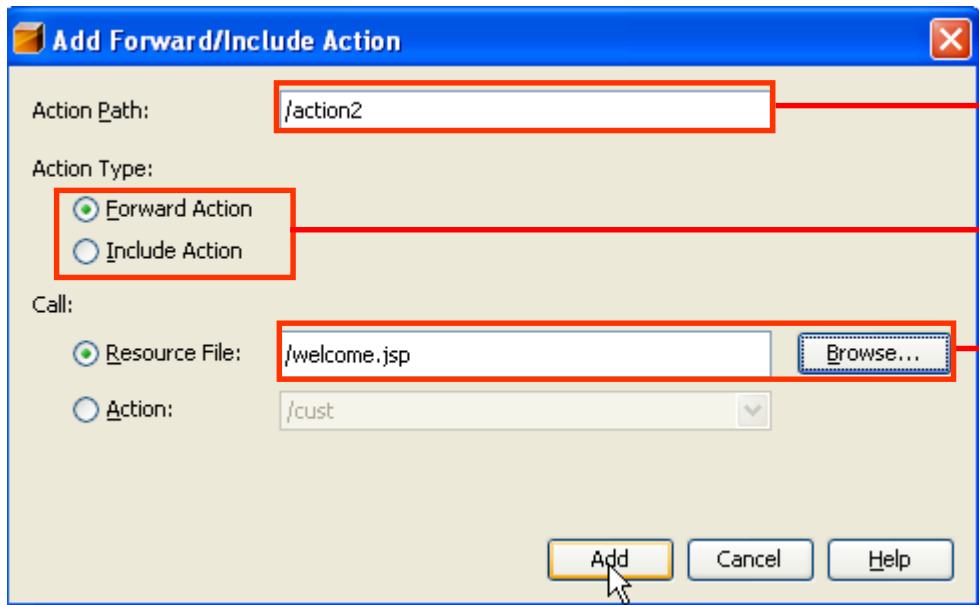 Add Forward/Include Action
Action Path: /action2
Action Type:
Forward Action
Include Action
Call:
Resource File: /welcome.jsp Browse...
Action: /cust
Add Cancel Help